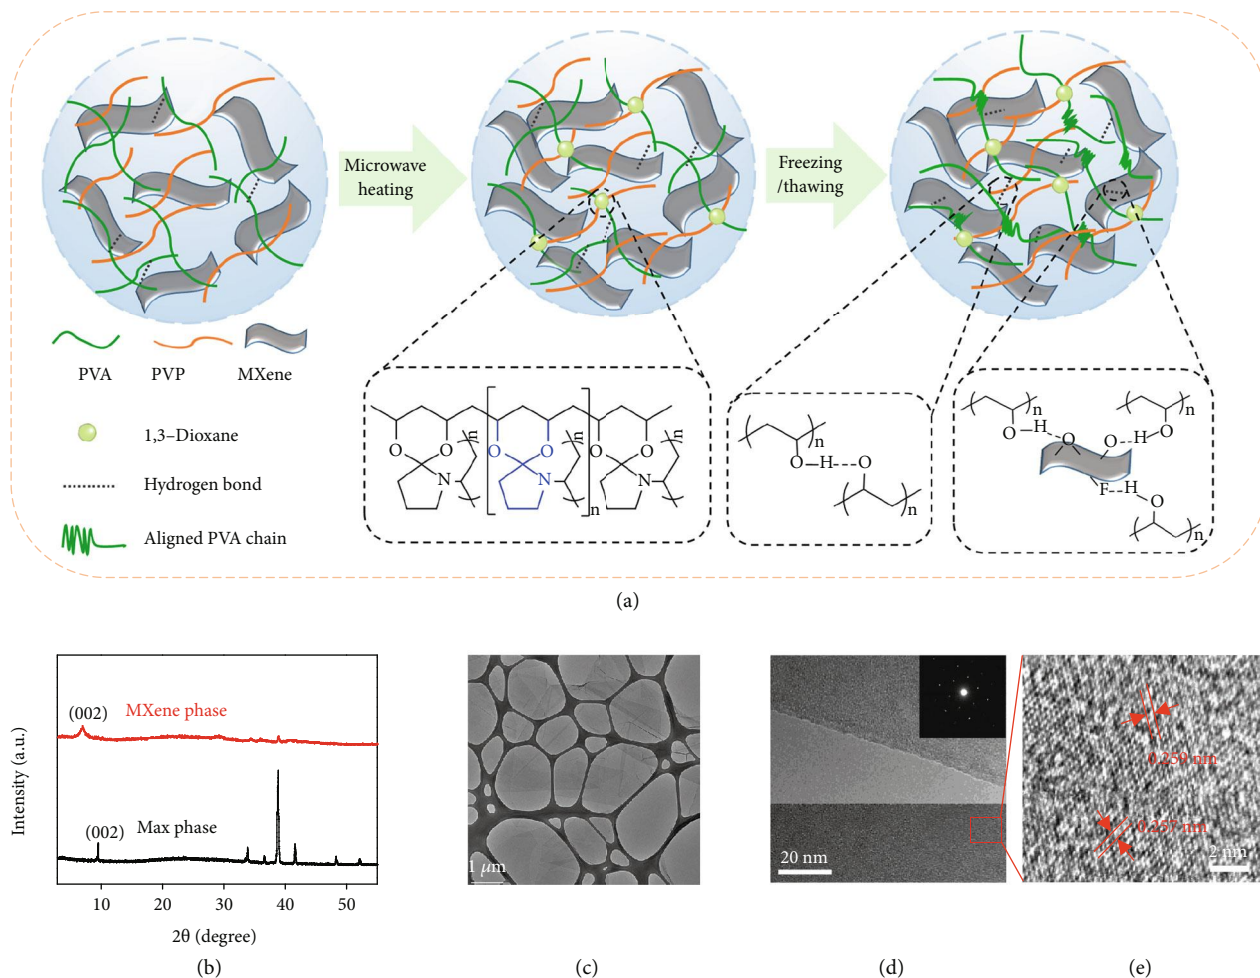 Microwave
heating
Freezing
/thawing
PVA
PVP
MXene
1,3–Dioxane
Hydrogen bond
Aligned PVA chain
O
O
N
n
O
O
N
n
n
O
O
N
n
n
O
H
O
n
n
O
H
O
O
H
O
n
F
H
O
n
(a)
Intensity (a.u.)
(002)
MXene phase
(002)
Max phase
10
20
30
40
50
2θ (degree)
(b)
1 μm
(c)
20 nm
(d)
0.259 nm
0.257 nm
2 nm
(e)